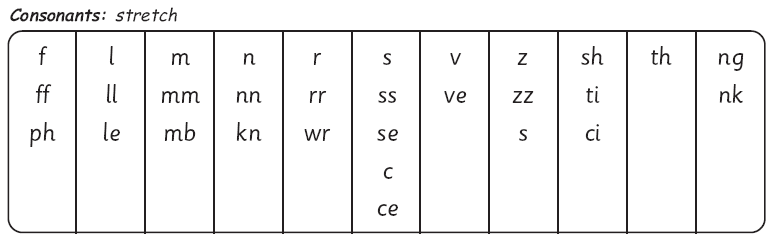 Consonants: stretch
f l m n r s v z sh th ng
ff ll mm nn rr ss ve zz ti nk
ph le mb kn wr se s ci
c
ce